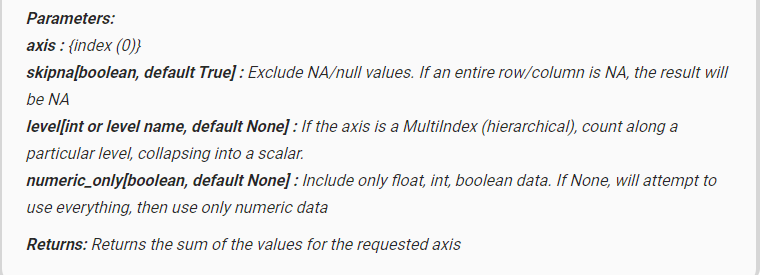 Parameters:
axis : {index (0)}
skipna[boolean, default True] : Exclude NA/null values. If an entire row/column is NA, the result will
be NA
level[int or level name, default None] : If the axis is a MultiIndex (hierarchical), count along a
particular level, collapsing into a scalar.
numeric_only[boolean, default None] : Include only float, int, boolean data. If None, will attempt to
use everything, then use only numeric data
Returns: Returns the sum of the values for the requested axis